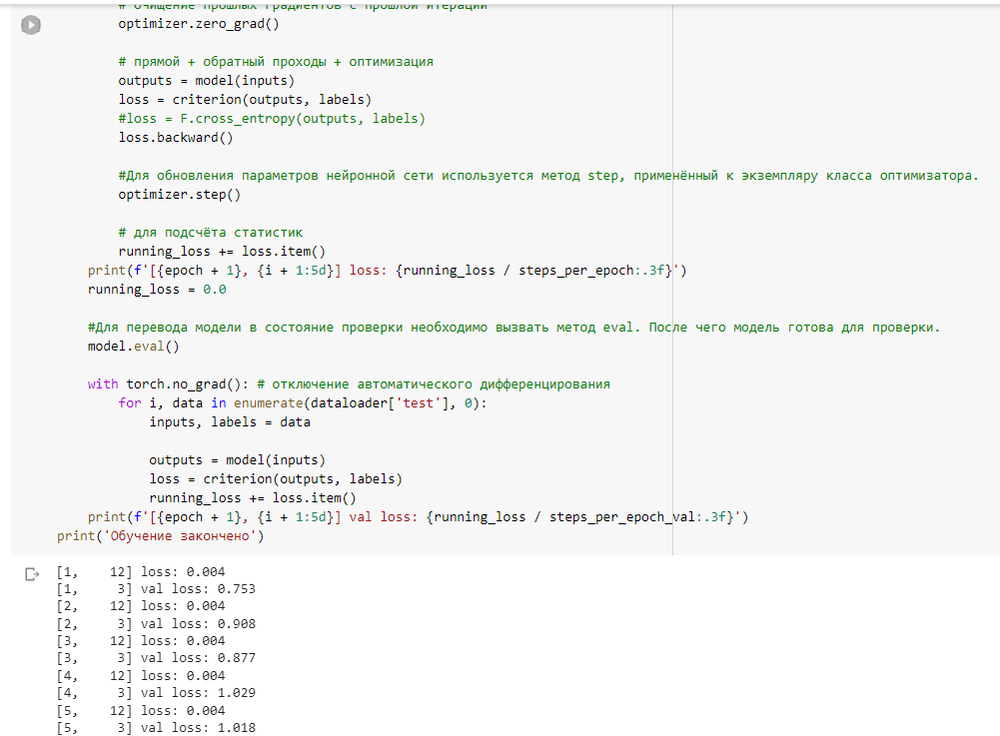 # очищение прошлых градиентов с прошлой итерации
optimizer.zero_grad()
# прямой + обратный проходы + оптимизация
outputs = model(inputs)
loss = criterion(outputs, labels)
#loss = F.cross_entropy(outputs, labels)
loss.backward()
#Для обновления параметров нейронной сети используется метод step, применённый к экземпляру класса оптимизатора.
optimizer.step()
# для подсчёта статистик
running_loss += loss.item()
print(f'[{epoch + 1}, {i + 1:5d}] loss: {running_loss / steps_per_epoch:.3f}')
running_loss = 0.0
#Для перевода модели в состояние проверки необходимо вызвать метод eval. После чего модель готова для проверки.
model.eval()
with torch.no_grad(): # отключение автоматического дифференцирования
for i, data in enumerate(dataloader['test'], 0):
inputs, labels = data
outputs = model(inputs)
loss = criterion(outputs, labels)
running_loss += loss.item()
print(f'[{epoch + 1}, {i + 1:5d}] val loss: {running_loss / steps_per_epoch_val:.3f}')
print('Обучение закончено')
[1, 12] loss: 0.004
[1, 3] val loss: 0.753
[2, 12] loss: 0.004
[2, 3] val loss: 0.908
[3, 12] loss: 0.004
[3, 3] val loss: 0.877
[4, 12] loss: 0.004
[4, 3] val loss: 1.029
[5, 12] loss: 0.004
[5, 3] val loss: 1.018